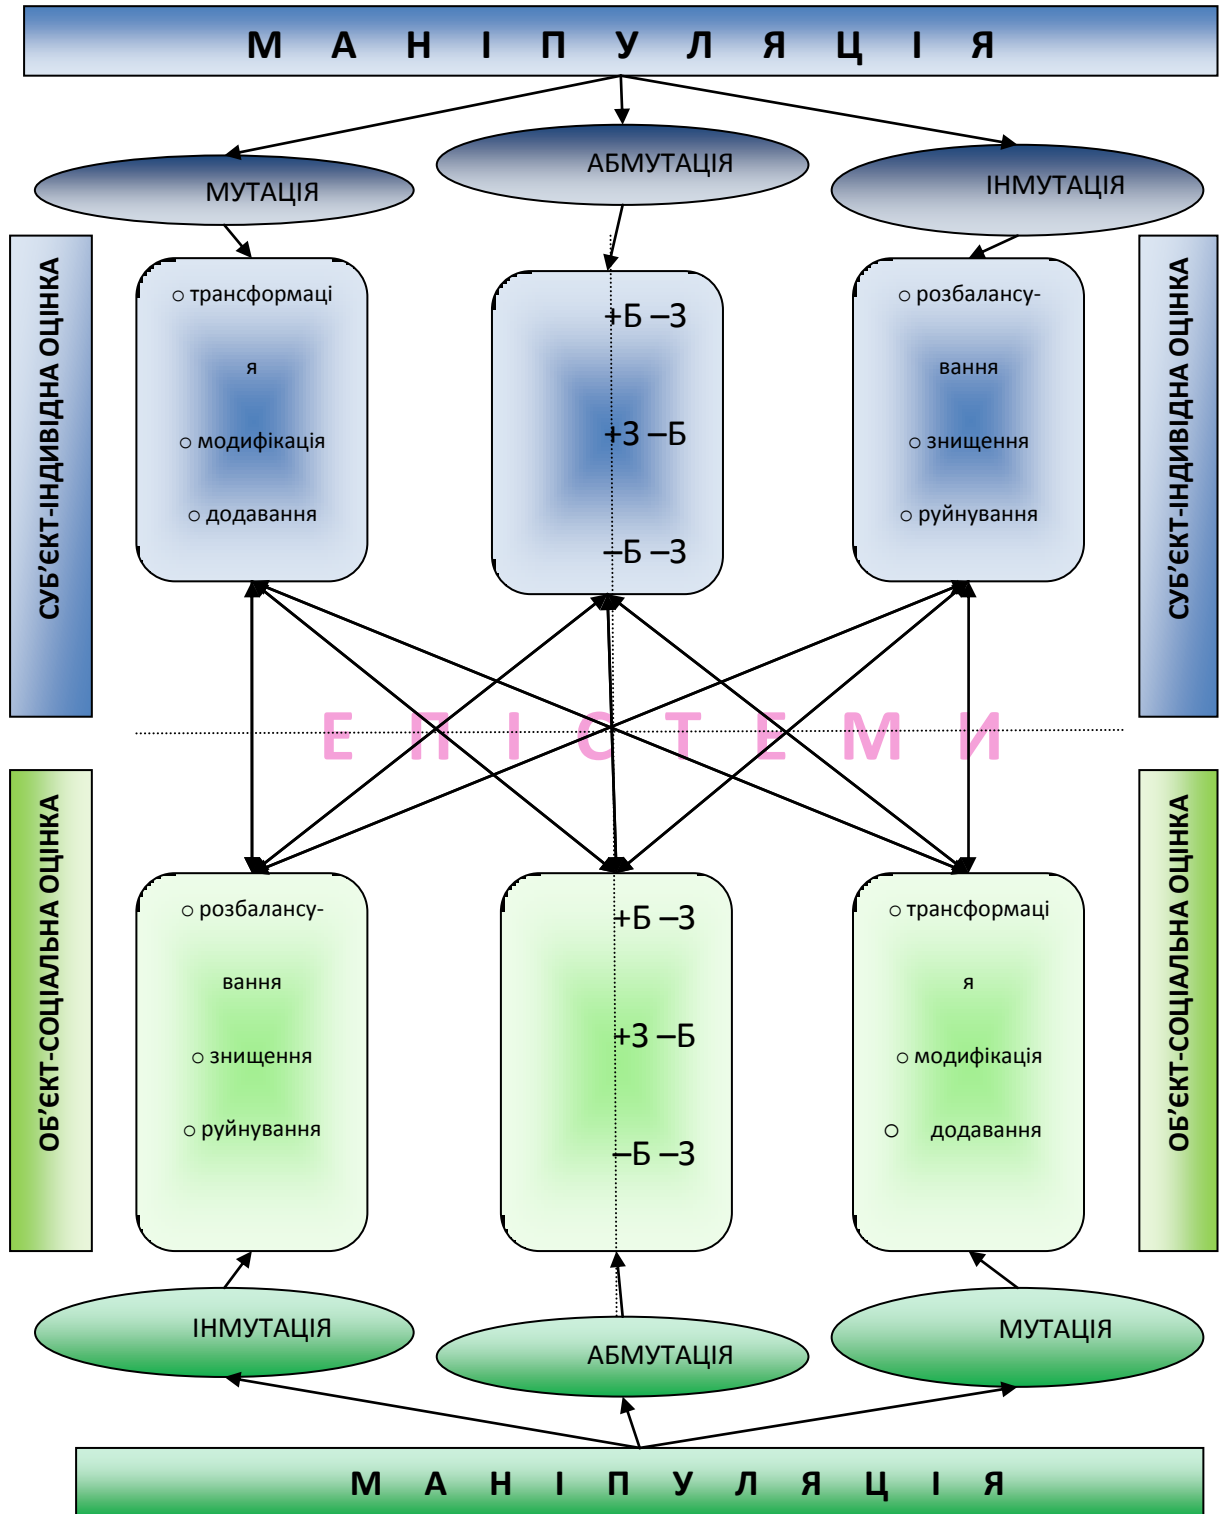 М А Н І П У Л Я Ц І Я
МУТАЦІЯ
АБМУТАЦІЯ
ІНМУТАЦІЯ
СУБ’ЄКТ-ІНДИВІДНА ОЦІНКА
○ трансформаці
я
○ модифікація
○ додавання
+Б –З
+З –Б
–Б –З
○ розбалансу-
вання
○ знищення
○ руйнування
СУБ’ЄКТ-ІНДИВІДНА ОЦІНКА
Е П І С Т Е М И
ОБ’ЄКТ-СОЦІАЛЬНА ОЦІНКА
○ розбалансу-
вання
○ знищення
○ руйнування
+Б –З
+З –Б
–Б –З
○ трансформаці
я
○ модифікація
○ додавання
ОБ’ЄКТ-СОЦІАЛЬНА ОЦІНКА
ІНМУТАЦІЯ
АБМУТАЦІЯ
МУТАЦІЯ
М А Н І П У Л Я Ц І Я